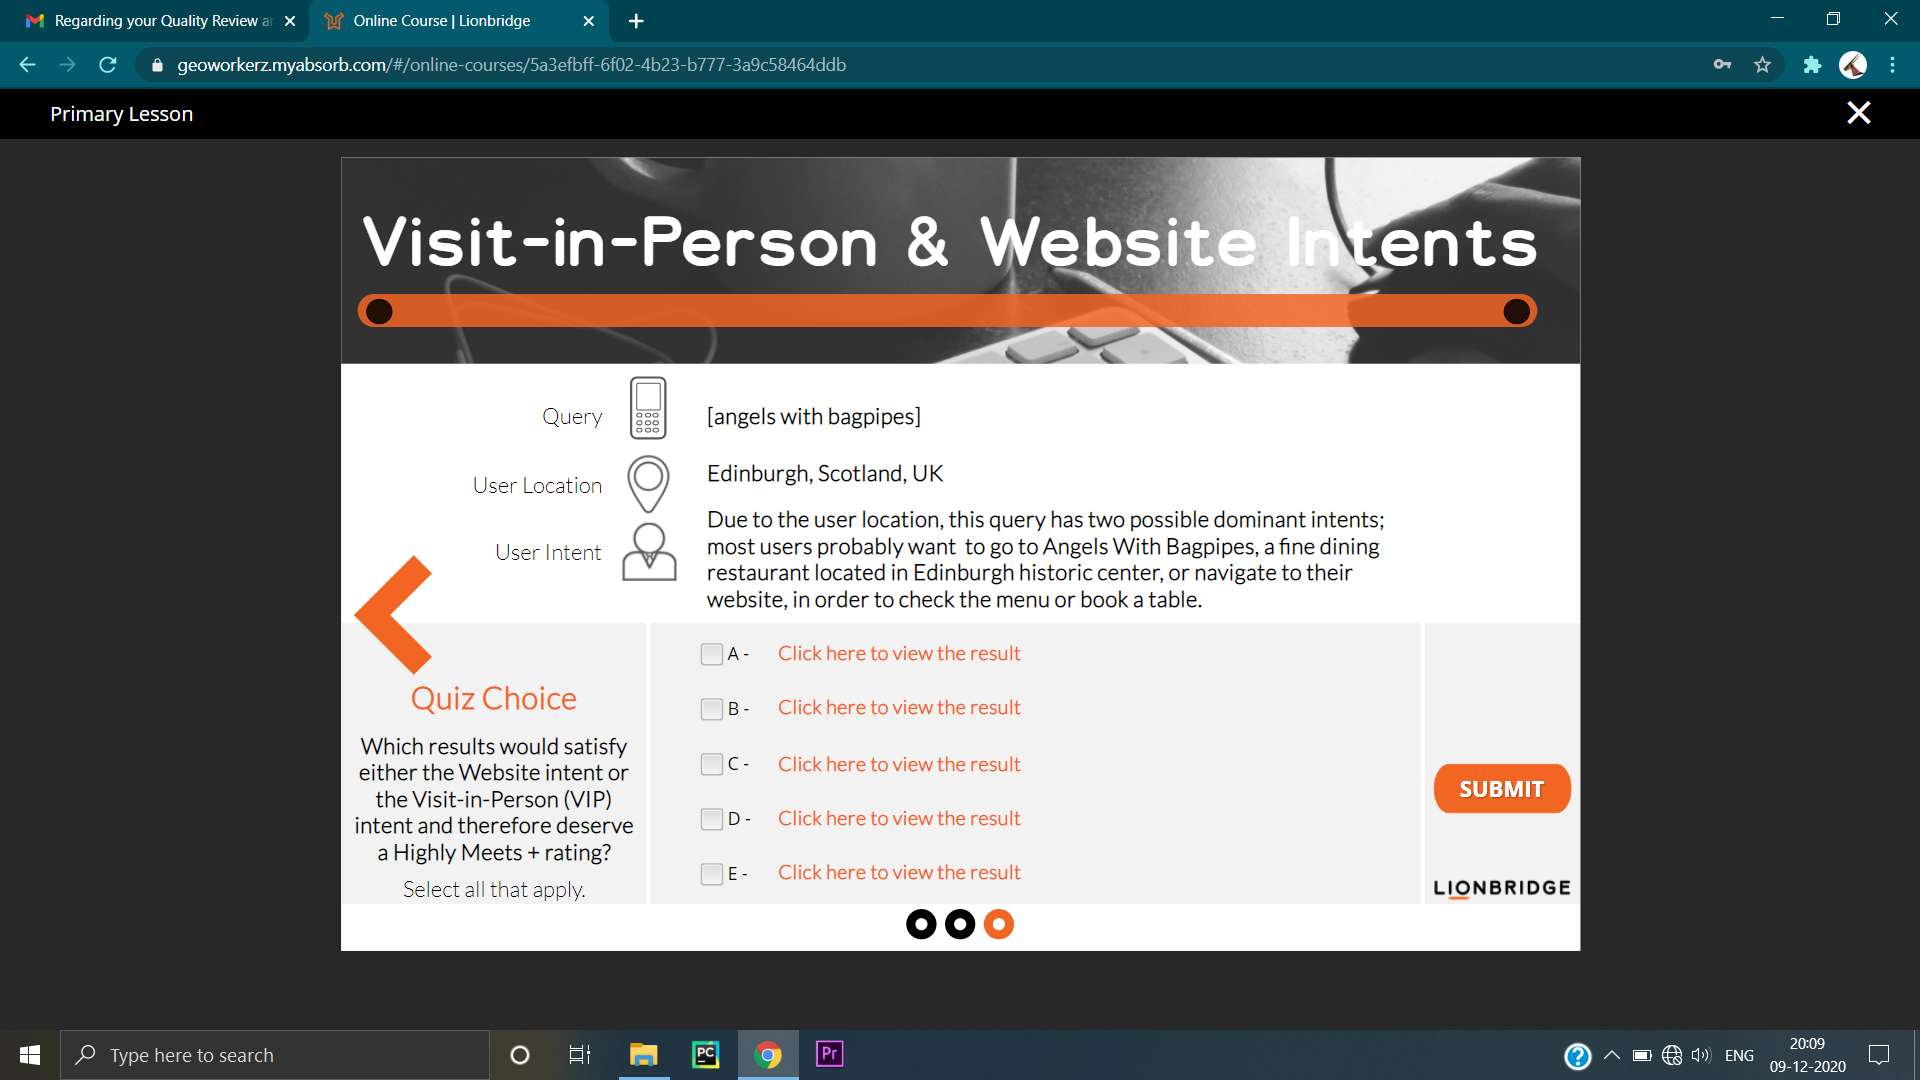 Regarding your Quality Review a
Online Course | Lionbridge
geoworkerz.myabsorb.com/#/online-courses/5a3efbff-6f02-4b23-b777-3a9c58464ddb
Primary Lesson
Visit-in-Person & Website Intents
Query
[angels with bagpipes]
User Location
Edinburgh, Scotland, UK
User Intent
Due to the user location, this query has two possible dominant intents;
most users probably want to go to Angels With Bagpipes, a fine dining
restaurant located in Edinburgh historic center, or navigate to their
website, in order to check the menu or book a table.
Quiz Choice
Which results would satisfy
either the Website intent or
the Visit-in-Person (VIP)
intent and therefore deserve
a Highly Meets + rating?
Select all that apply.
A - Click here to view the result
B - Click here to view the result
C - Click here to view the result
D - Click here to view the result
E - Click here to view the result
SUBMIT
LIONBRIDGE
Type here to search
PC
Pr
ENG
20:09
09-12-2020